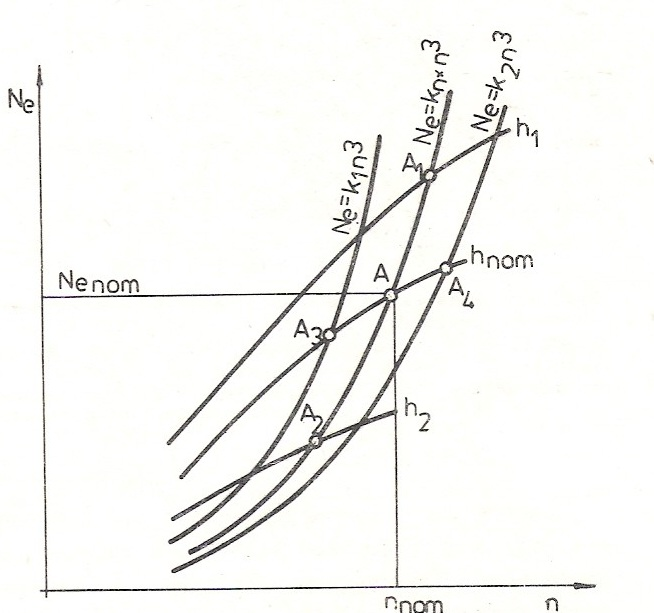 Ne
Ne=k₁n³
Ne=kₙ×n³
Ne=k₂n³
h₁
A₁
hnom
Nenom
A
A₄
A₃
A₂
h₂
nnom
n